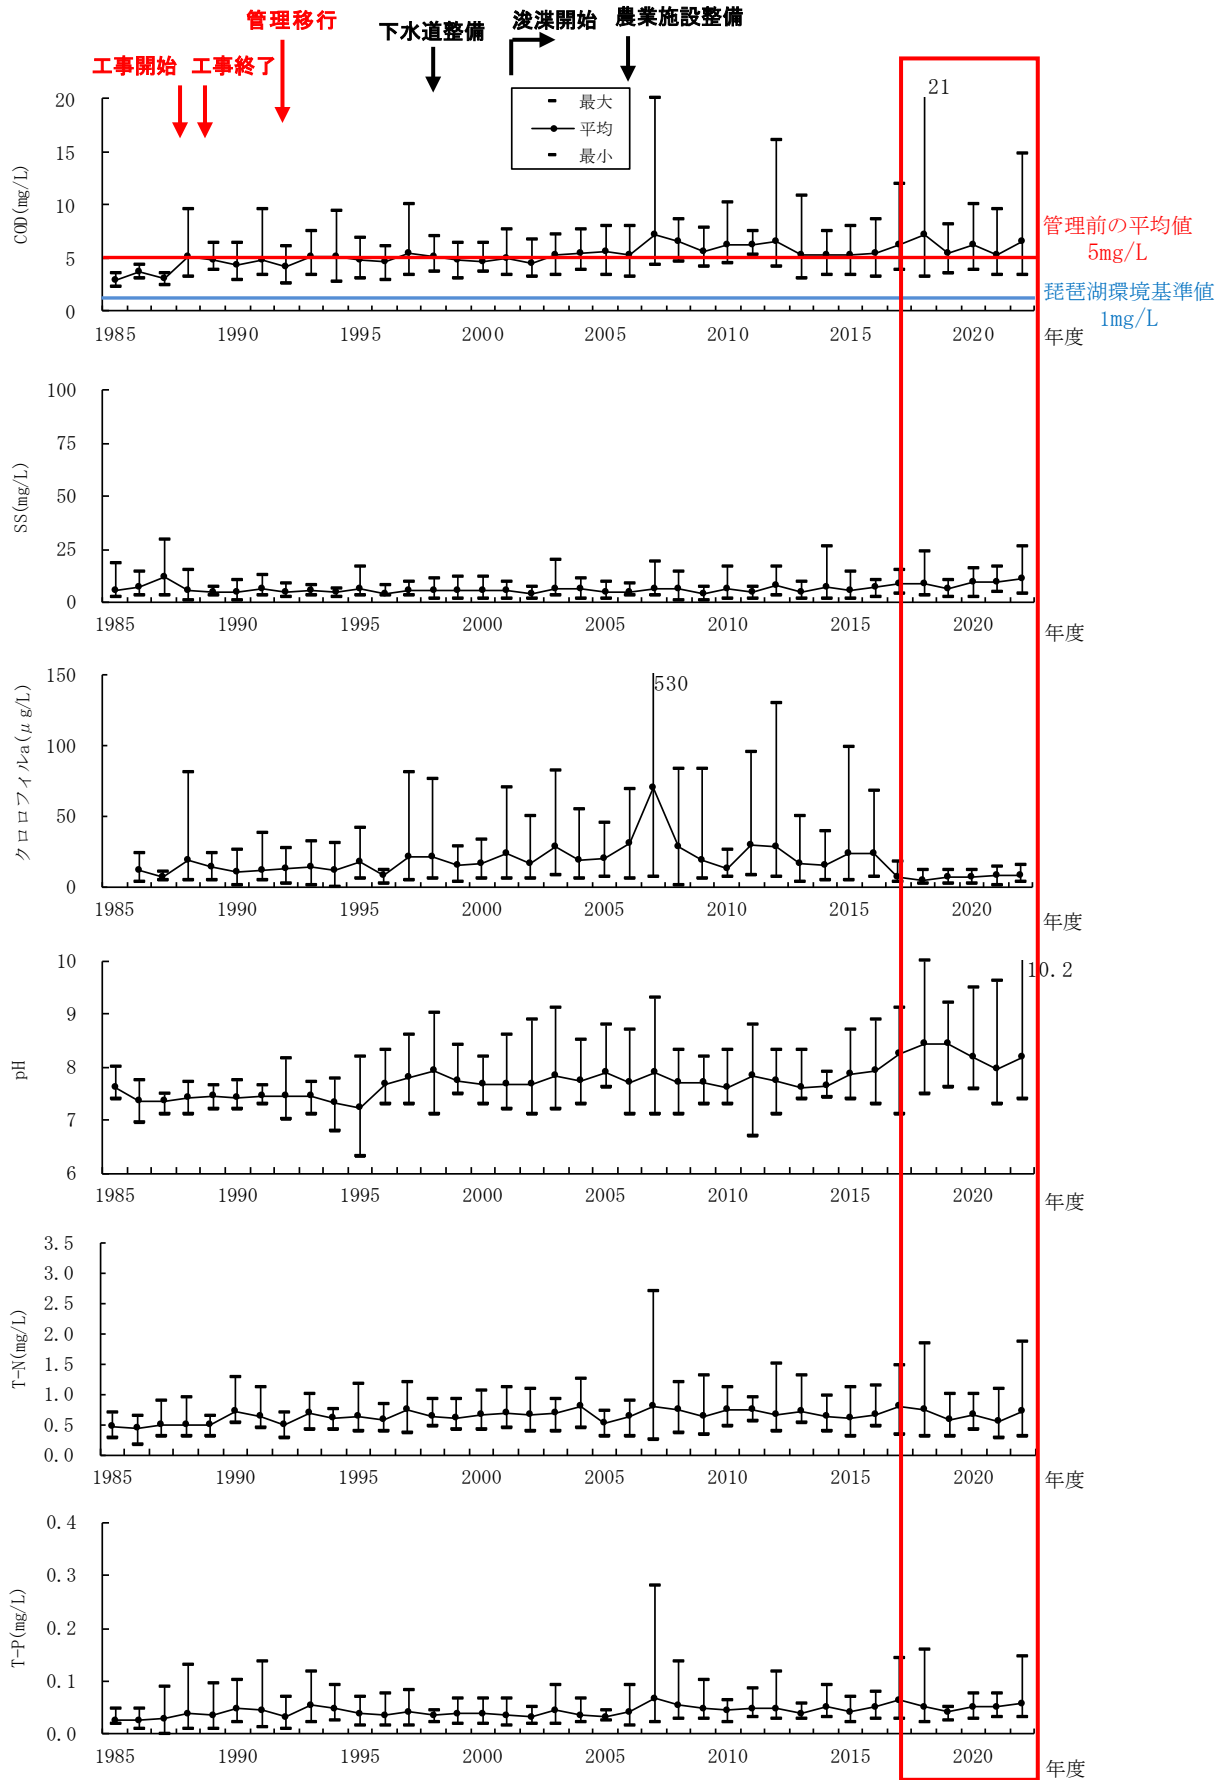 管理移行
下水道整備
浚渫開始
農業施設整備
工事開始
工事終了
最大
平均
最小
21
COD(mg/L)
20
15
10
5
0
1985 1990 1995 2000 2005 2010 2015 2020
年度
管理前の平均値
5mg/L
琵琶湖環境基準値
1mg/L
SS(mg/L)
100
75
50
25
0
1985 1990 1995 2000 2005 2010 2015 2020
年度
クロロフィルa(μg/L)
150
100
50
0
530
1985 1990 1995 2000 2005 2010 2015 2020
年度
pH
10
9
8
7
6
10.2
1985 1990 1995 2000 2005 2010 2015 2020
年度
T-N(mg/L)
3.5
3.0
2.5
2.0
1.5
1.0
0.5
0.0
1985 1990 1995 2000 2005 2010 2015 2020
年度
T-P(mg/L)
0.4
0.3
0.2
0.1
0.0
1985 1990 1995 2000 2005 2010 2015 2020
年度